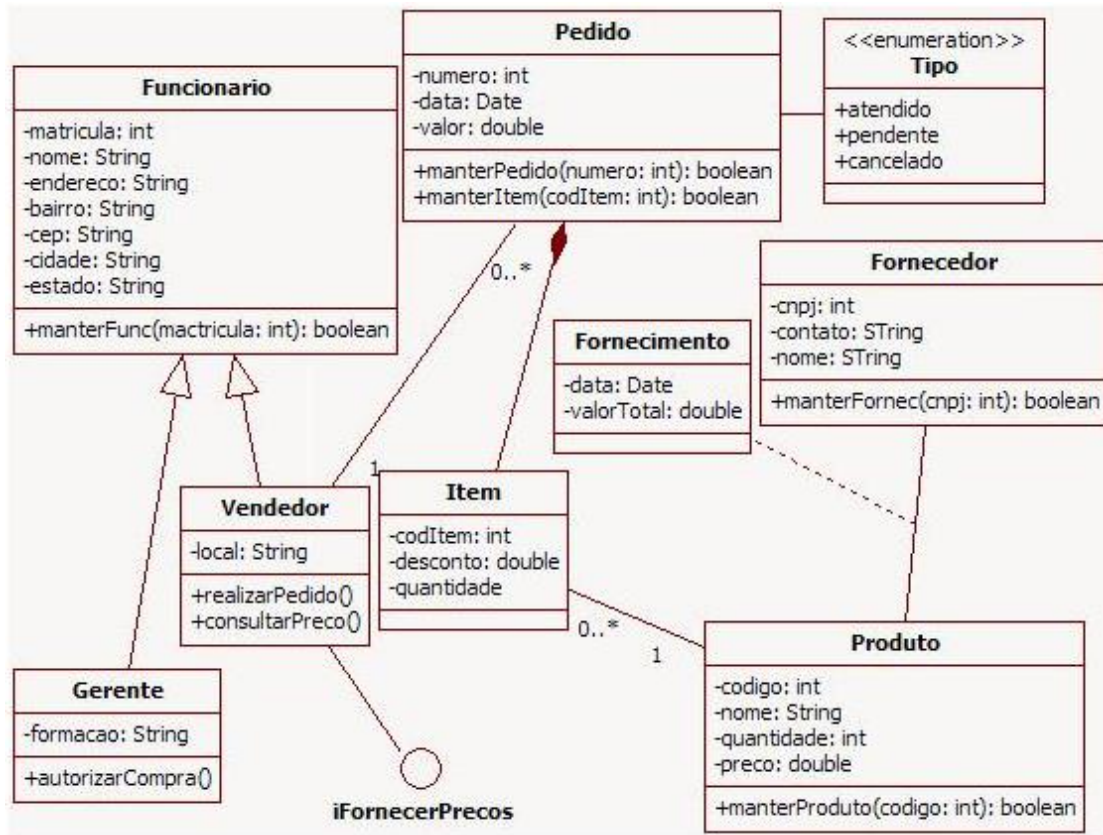 Pedido
-numero: int
-data: Date
-valor: double
+manterPedido(numero: int): boolean
+manterItem(codItem: int): boolean
<<enumeration>>
Tipo
+atendido
+pendente
+cancelado
Funcionario
-matricula: int
-nome: String
-endereco: String
-bairro: String
-cep: String
-cidade: String
-estado: String
+manterFunc(mactricula: int): boolean
0..*
Fornecedor
-cnpj: int
-contato: STring
-nome: STring
+manterFornec(cnpj: int): boolean
Fornecimento
-data: Date
-valorTotal: double
1
Vendedor
-local: String
+realizarPedido()
+consultarPreco()
Item
-codItem: int
-desconto: double
-quantidade
0..*
1
Produto
-codigo: int
-nome: String
-quantidade: int
-preco: double
+manterProduto(codigo: int): boolean
Gerente
-formacao: String
+autorizarCompra()
iFornecerPrecos